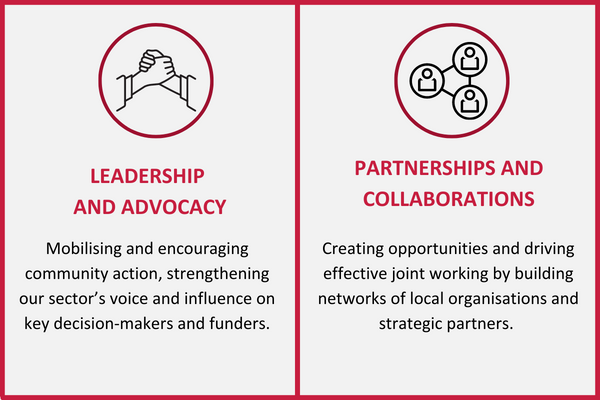 LEADERSHIP
AND ADVOCACY
Mobilising and encouraging
community action, strengthening
our sector's voice and influence on
key decision-makers and funders.
PARTNERSHIPS AND
COLLABORATIONS
Creating opportunities and driving
effective joint working by building
networks of local organisations and
strategic partners.